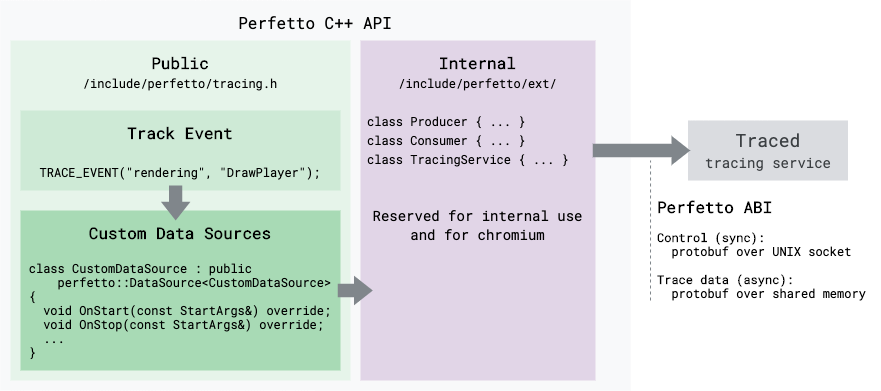 Perfetto C++ API
Public
/include/perfetto/tracing.h
Track Event
TRACE_EVENT("rendering", "DrawPlayer");
Custom Data Sources
class CustomDataSource : public
perfetto::DataSource<CustomDataSource>
{
void OnStart(const StartArgs&) override;
void OnStop(const StartArgs&) override;
...
}
Internal
/include/perfetto/ext/
class Producer { ... }
class Consumer { ... }
class TracingService { ... }
Reserved for internal use
and for chromium
Traced
tracing service
Perfetto ABI
Control (sync):
protobuf over UNIX socket
Trace data (async):
protobuf over shared memory